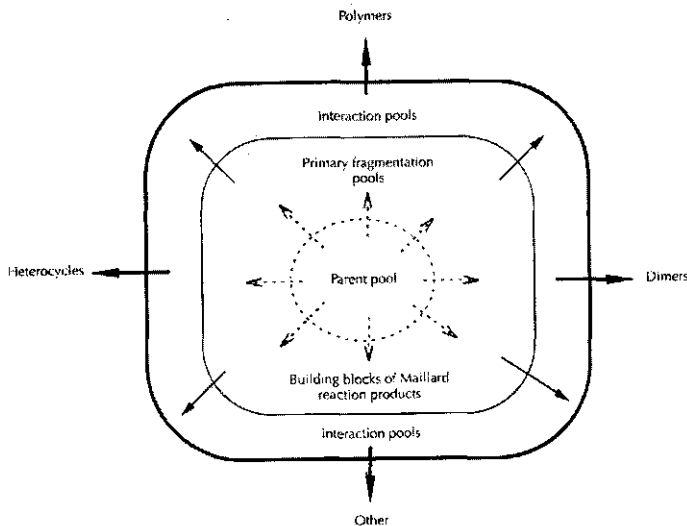 Polymers
Interaction pools
Primary fragmentation
pools
Heterocycles
Parent pool
Dimers
Building blocks of Maillard
reaction products
Interaction pools
Other